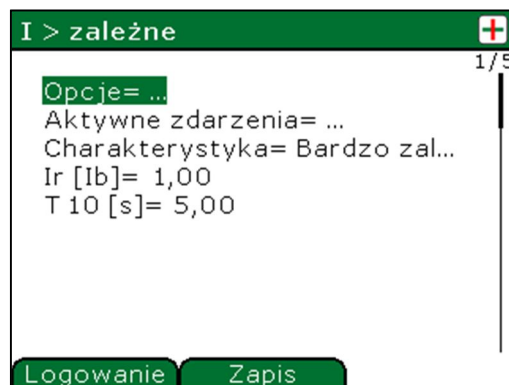 I > zależne
1/5
Opcje= ...
Aktywne zdarzenia= ...
Charakterystyka= Bardzo zal...
Ir [Ib]= 1,00
T 10 [s]= 5,00
Logowanie Zapis